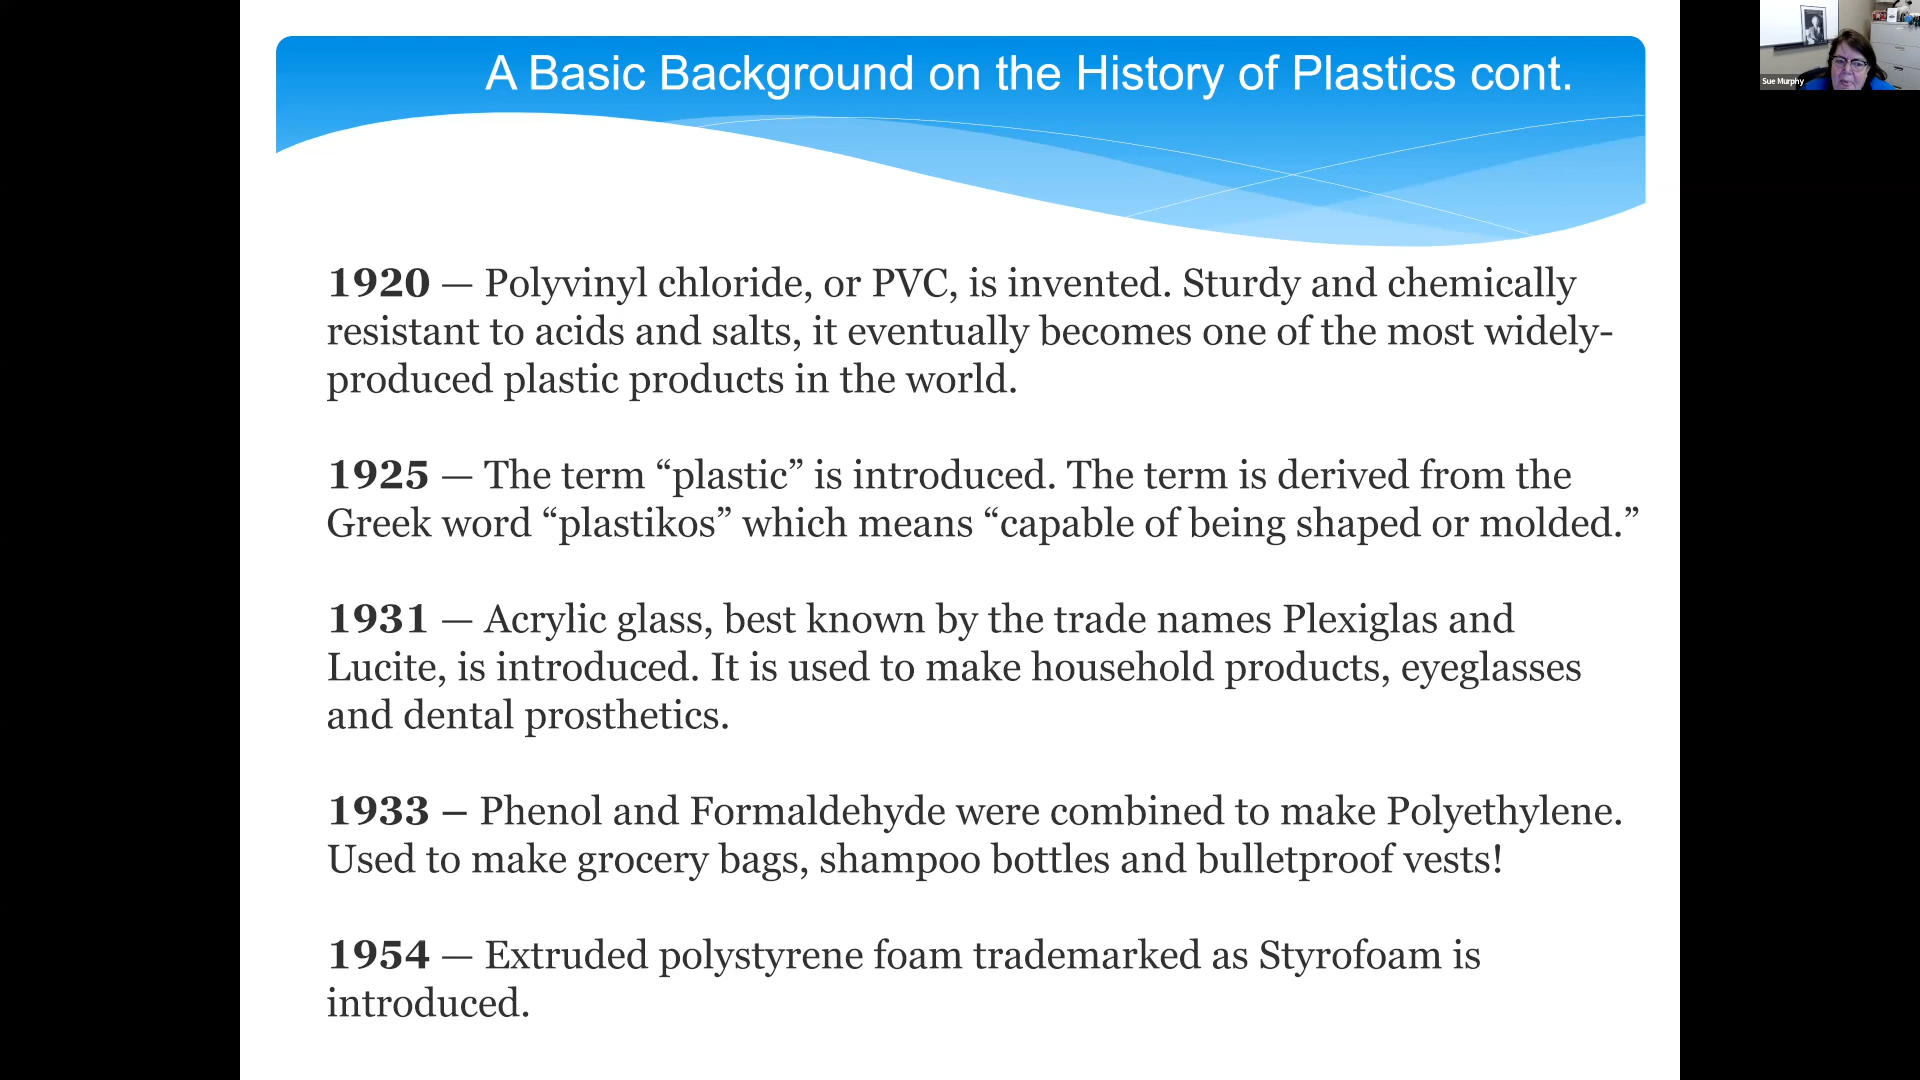 A Basic Background on the History of Plastics cont.
Sue Murphy
1920 — Polyvinyl chloride, or PVC, is invented. Sturdy and chemically
resistant to acids and salts, it eventually becomes one of the most widely-
produced plastic products in the world.
1925 — The term “plastic” is introduced. The term is derived from the
Greek word “plastikos” which means “capable of being shaped or molded.”
1931 — Acrylic glass, best known by the trade names Plexiglas and
Lucite, is introduced. It is used to make household products, eyeglasses
and dental prosthetics.
1933 – Phenol and Formaldehyde were combined to make Polyethylene.
Used to make grocery bags, shampoo bottles and bulletproof vests!
1954 — Extruded polystyrene foam trademarked as Styrofoam is
introduced.